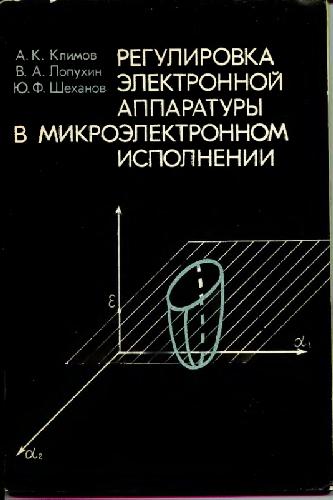 А. К. Климов
В. А. Лопухин
Ю. Ф. Шеханов
РЕГУЛИРОВКА
ЭЛЕКТРОННОЙ
АППАРАТУРЫ
В МИКРОЭЛЕКТРОННОМ
ИСПОЛНЕНИИ
ε
α₁
α₂